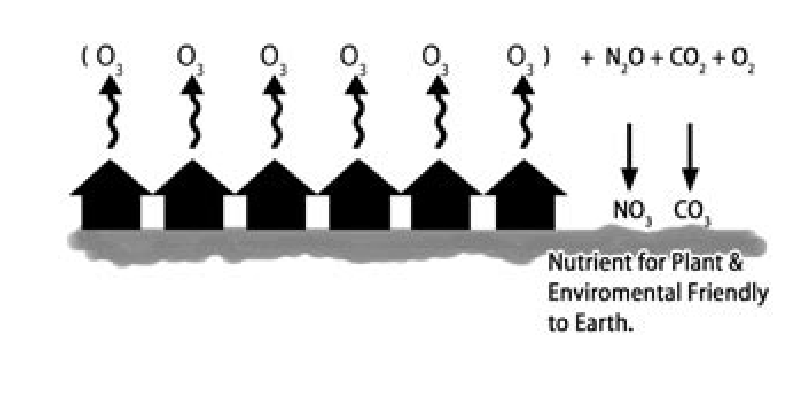 ( O₃ O₃ O₃ O₃ O₃ O₃ ) + N₂O + CO₂ + O₂
NO₃ CO₃
Nutrient for Plant &
Enviromental Friendly
to Earth.